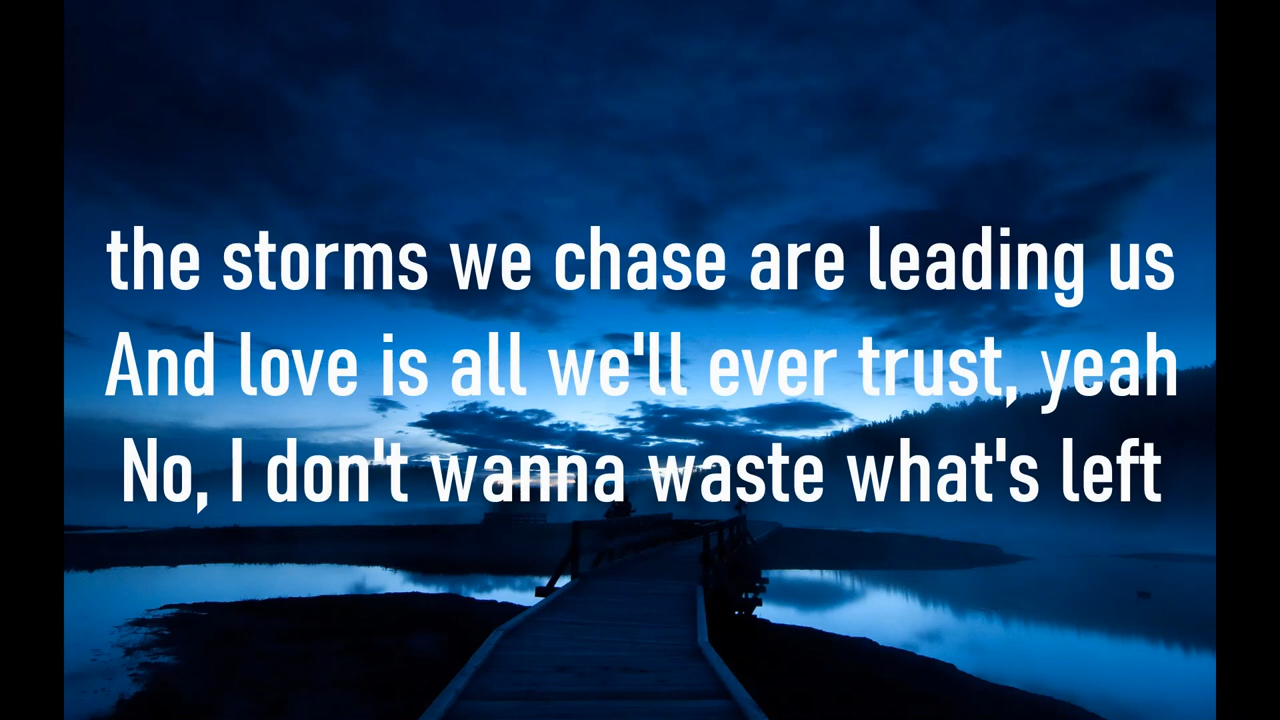 the storms we chase are leading us
And love is all we'll ever trust, yeah
No, I don't wanna waste what's left